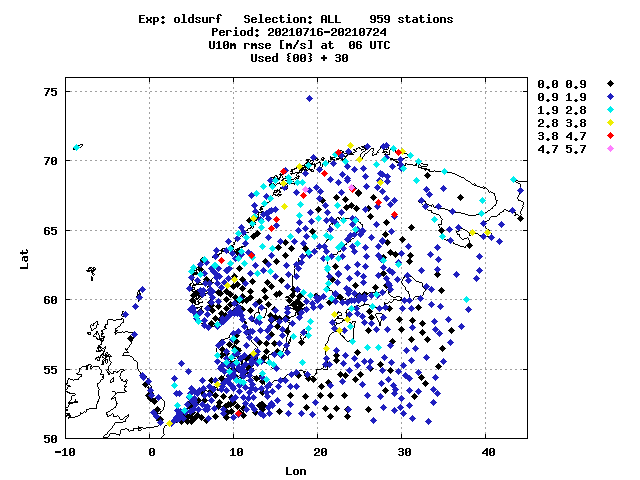 Exp: oldsurf   Selection: ALL    959 stations
Period: 20210716-20210724
U10m rmse [m/s] at  06 UTC
Used {00} + 30
0.0 0.9
0.9 1.9
1.9 2.8
2.8 3.8
3.8 4.7
4.7 5.7
75
70
65
60
55
50
Lat
-10 0 10 20 30 40
Lon